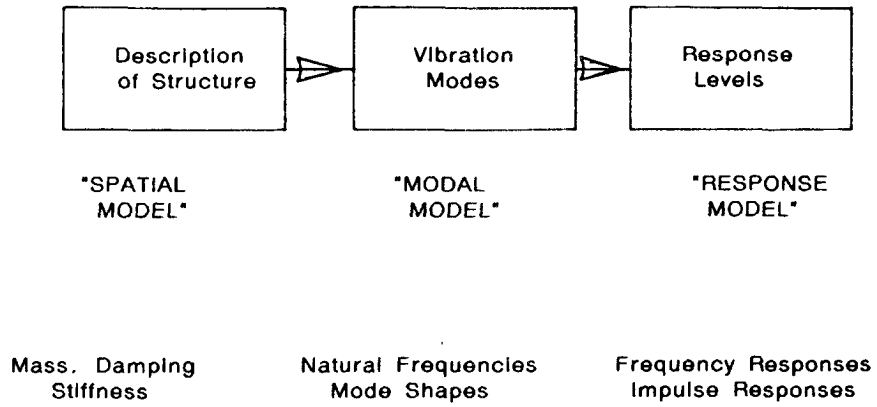 Description
of Structure
Vibration
Modes
Response
Levels
"SPATIAL
MODEL"
"MODAL
MODEL"
"RESPONSE
MODEL"
Mass. Damping
Stiffness
Natural Frequencies
Mode Shapes
Frequency Responses
Impulse Responses